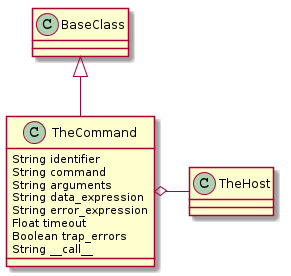 C BaseClass
C TheCommand
String identifier
String command
String arguments
String data_expression
String error_expression
Float timeout
Boolean trap_errors
String __call__
C TheHost